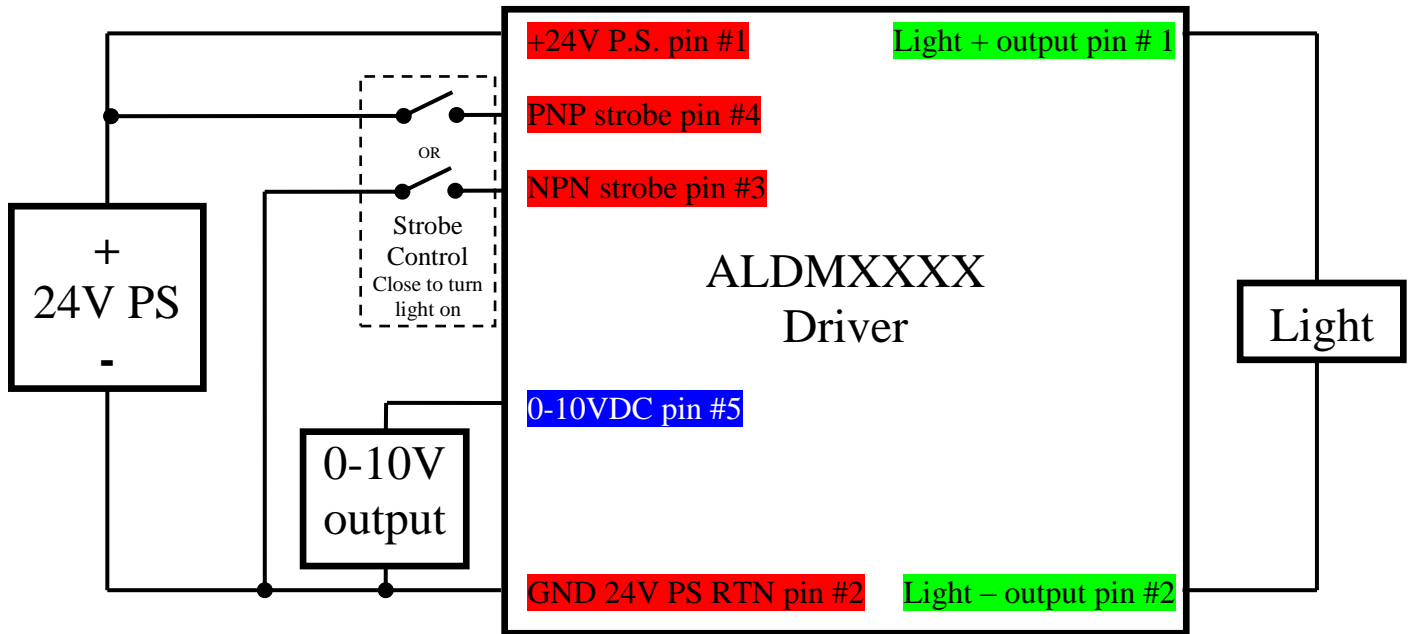 +24V P.S. pin #1
Light + output pin # 1
PNP strobe pin #4
OR
NPN strobe pin #3
Strobe
Control
Close to turn
light on
+
24V PS
-
ALDMXXXX
Driver
Light
0-10VDC pin #5
0-10V
output
GND 24V PS RTN pin #2
Light – output pin #2